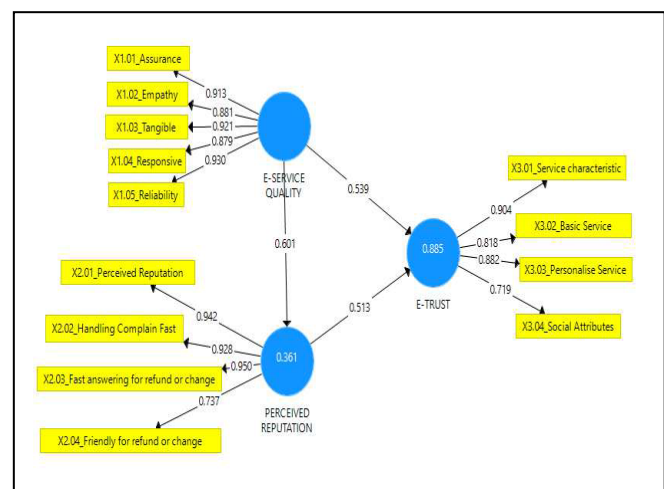 X1.01_Assurance
X1.02_Empathy
X1.03_Tangible
X1.04_Responsive
X1.05_Reliability
0.913
0.881
0.921
0.879
0.930
E-SERVICE
QUALITY
0.539
0.601
X2.01_Perceived Reputation
X2.02_Handling Complain Fast
X2.03_Fast answering for refund or change
X2.04_Friendly for refund or change
0.942
0.928
0.950
0.737
0.361
PERCEIVED
REPUTATION
0.513
0.885
E-TRUST
0.904
0.818
0.882
0.719
X3.01_Service characteristic
X3.02_Basic Service
X3.03_Personalise Service
X3.04_Social Attributes